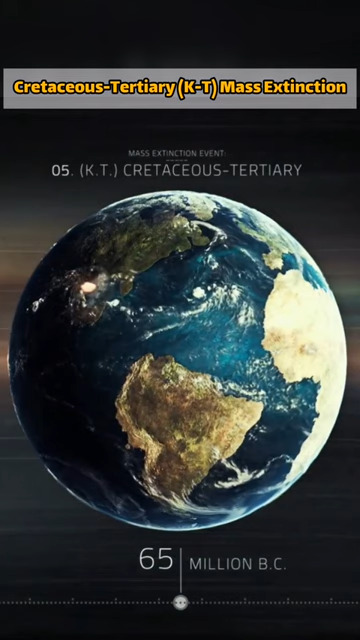 Cretaceous-Tertiary (K-T) Mass Extinction
MASS EXTINCTION EVENT:
05. (K.T.) CRETACEOUS-TERTIARY
65 MILLION B.C.